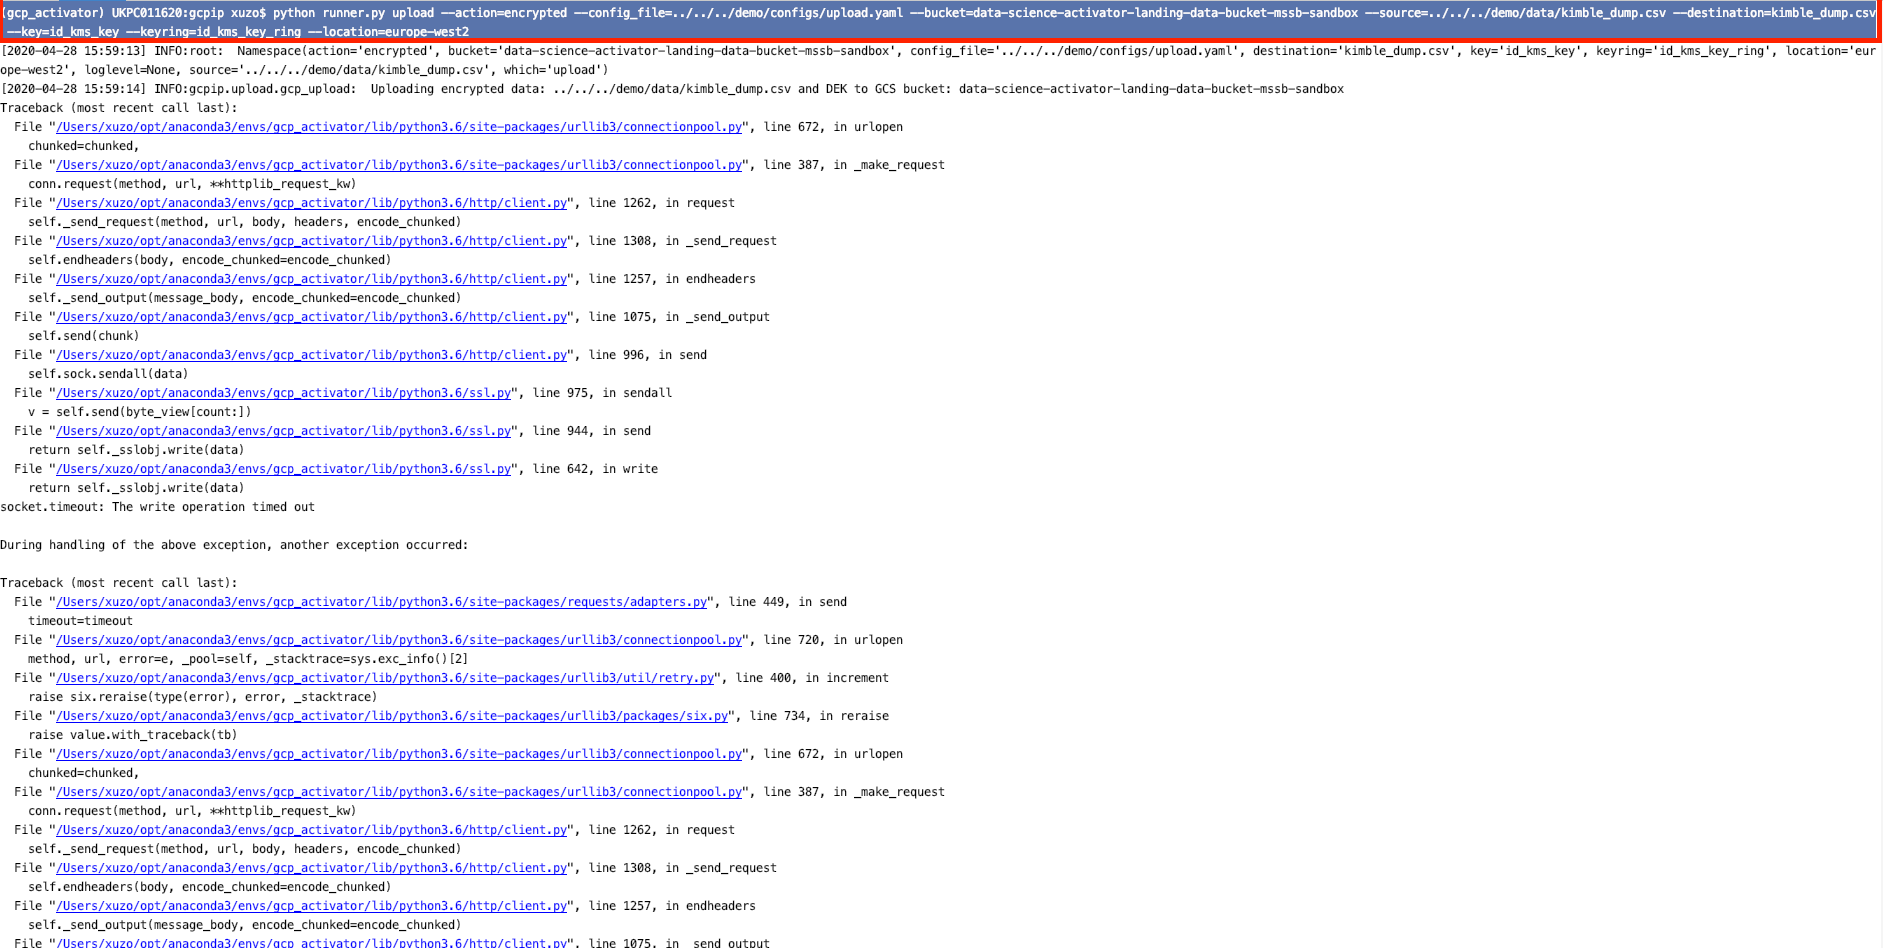 (gcp_activator) UKPC011620:gcpip xuzo$ python runner.py upload --action=encrypted --config_file=../../../demo/configs/upload.yaml --bucket=data-science-activator-landing-data-bucket-mssb-sandbox --source=../../../demo/data/kimble_dump.csv --destination=kimble_dump.csv
--key=id_kms_key --keyring=id_kms_key_ring --location=europe-west2
[2020-04-28 15:59:13] INFO:root:  Namespace(action='encrypted', bucket='data-science-activator-landing-data-bucket-mssb-sandbox', config_file='../../../demo/configs/upload.yaml', destination='kimble_dump.csv', key='id_kms_key', keyring='id_kms_key_ring', location='eur
ope-west2', loglevel=None, source='../../../demo/data/kimble_dump.csv', which='upload')
[2020-04-28 15:59:14] INFO:gcpip.upload.gcp_upload:  Uploading encrypted data: ../../../demo/data/kimble_dump.csv and DEK to GCS bucket: data-science-activator-landing-data-bucket-mssb-sandbox
Traceback (most recent call last):
  File "/Users/xuzo/opt/anaconda3/envs/gcp_activator/lib/python3.6/site-packages/urllib3/connectionpool.py", line 672, in urlopen
    chunked=chunked,
  File "/Users/xuzo/opt/anaconda3/envs/gcp_activator/lib/python3.6/site-packages/urllib3/connectionpool.py", line 387, in _make_request
    conn.request(method, url, **httplib_request_kw)
  File "/Users/xuzo/opt/anaconda3/envs/gcp_activator/lib/python3.6/http/client.py", line 1262, in request
    self._send_request(method, url, body, headers, encode_chunked)
  File "/Users/xuzo/opt/anaconda3/envs/gcp_activator/lib/python3.6/http/client.py", line 1308, in _send_request
    self.endheaders(body, encode_chunked=encode_chunked)
  File "/Users/xuzo/opt/anaconda3/envs/gcp_activator/lib/python3.6/http/client.py", line 1257, in endheaders
    self._send_output(message_body, encode_chunked=encode_chunked)
  File "/Users/xuzo/opt/anaconda3/envs/gcp_activator/lib/python3.6/http/client.py", line 1075, in _send_output
    self.send(chunk)
  File "/Users/xuzo/opt/anaconda3/envs/gcp_activator/lib/python3.6/http/client.py", line 996, in send
    self.sock.sendall(data)
  File "/Users/xuzo/opt/anaconda3/envs/gcp_activator/lib/python3.6/ssl.py", line 975, in sendall
    v = self.send(byte_view[count:])
  File "/Users/xuzo/opt/anaconda3/envs/gcp_activator/lib/python3.6/ssl.py", line 944, in send
    return self._sslobj.write(data)
  File "/Users/xuzo/opt/anaconda3/envs/gcp_activator/lib/python3.6/ssl.py", line 642, in write
    return self._sslobj.write(data)
socket.timeout: The write operation timed out

During handling of the above exception, another exception occurred:

Traceback (most recent call last):
  File "/Users/xuzo/opt/anaconda3/envs/gcp_activator/lib/python3.6/site-packages/requests/adapters.py", line 449, in send
    timeout=timeout
  File "/Users/xuzo/opt/anaconda3/envs/gcp_activator/lib/python3.6/site-packages/urllib3/connectionpool.py", line 720, in urlopen
    method, url, error=e, _pool=self, _stacktrace=sys.exc_info()[2]
  File "/Users/xuzo/opt/anaconda3/envs/gcp_activator/lib/python3.6/site-packages/urllib3/util/retry.py", line 400, in increment
    raise six.reraise(type(error), error, _stacktrace)
  File "/Users/xuzo/opt/anaconda3/envs/gcp_activator/lib/python3.6/site-packages/urllib3/packages/six.py", line 734, in reraise
    raise value.with_traceback(tb)
  File "/Users/xuzo/opt/anaconda3/envs/gcp_activator/lib/python3.6/site-packages/urllib3/connectionpool.py", line 672, in urlopen
    chunked=chunked,
  File "/Users/xuzo/opt/anaconda3/envs/gcp_activator/lib/python3.6/site-packages/urllib3/connectionpool.py", line 387, in _make_request
    conn.request(method, url, **httplib_request_kw)
  File "/Users/xuzo/opt/anaconda3/envs/gcp_activator/lib/python3.6/http/client.py", line 1262, in request
    self._send_request(method, url, body, headers, encode_chunked)
  File "/Users/xuzo/opt/anaconda3/envs/gcp_activator/lib/python3.6/http/client.py", line 1308, in _send_request
    self.endheaders(body, encode_chunked=encode_chunked)
  File "/Users/xuzo/opt/anaconda3/envs/gcp_activator/lib/python3.6/http/client.py", line 1257, in endheaders
    self._send_output(message_body, encode_chunked=encode_chunked)
  File "/Users/xuzo/opt/anaconda3/envs/gcp_activator/lib/python3.6/http/client.py", line 1075, in _send_output